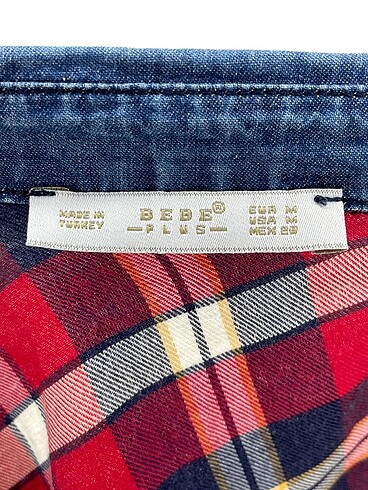 MADE IN
TURKEY
BEBE®
—PLUS—
EUR M
USA M
MEX 28